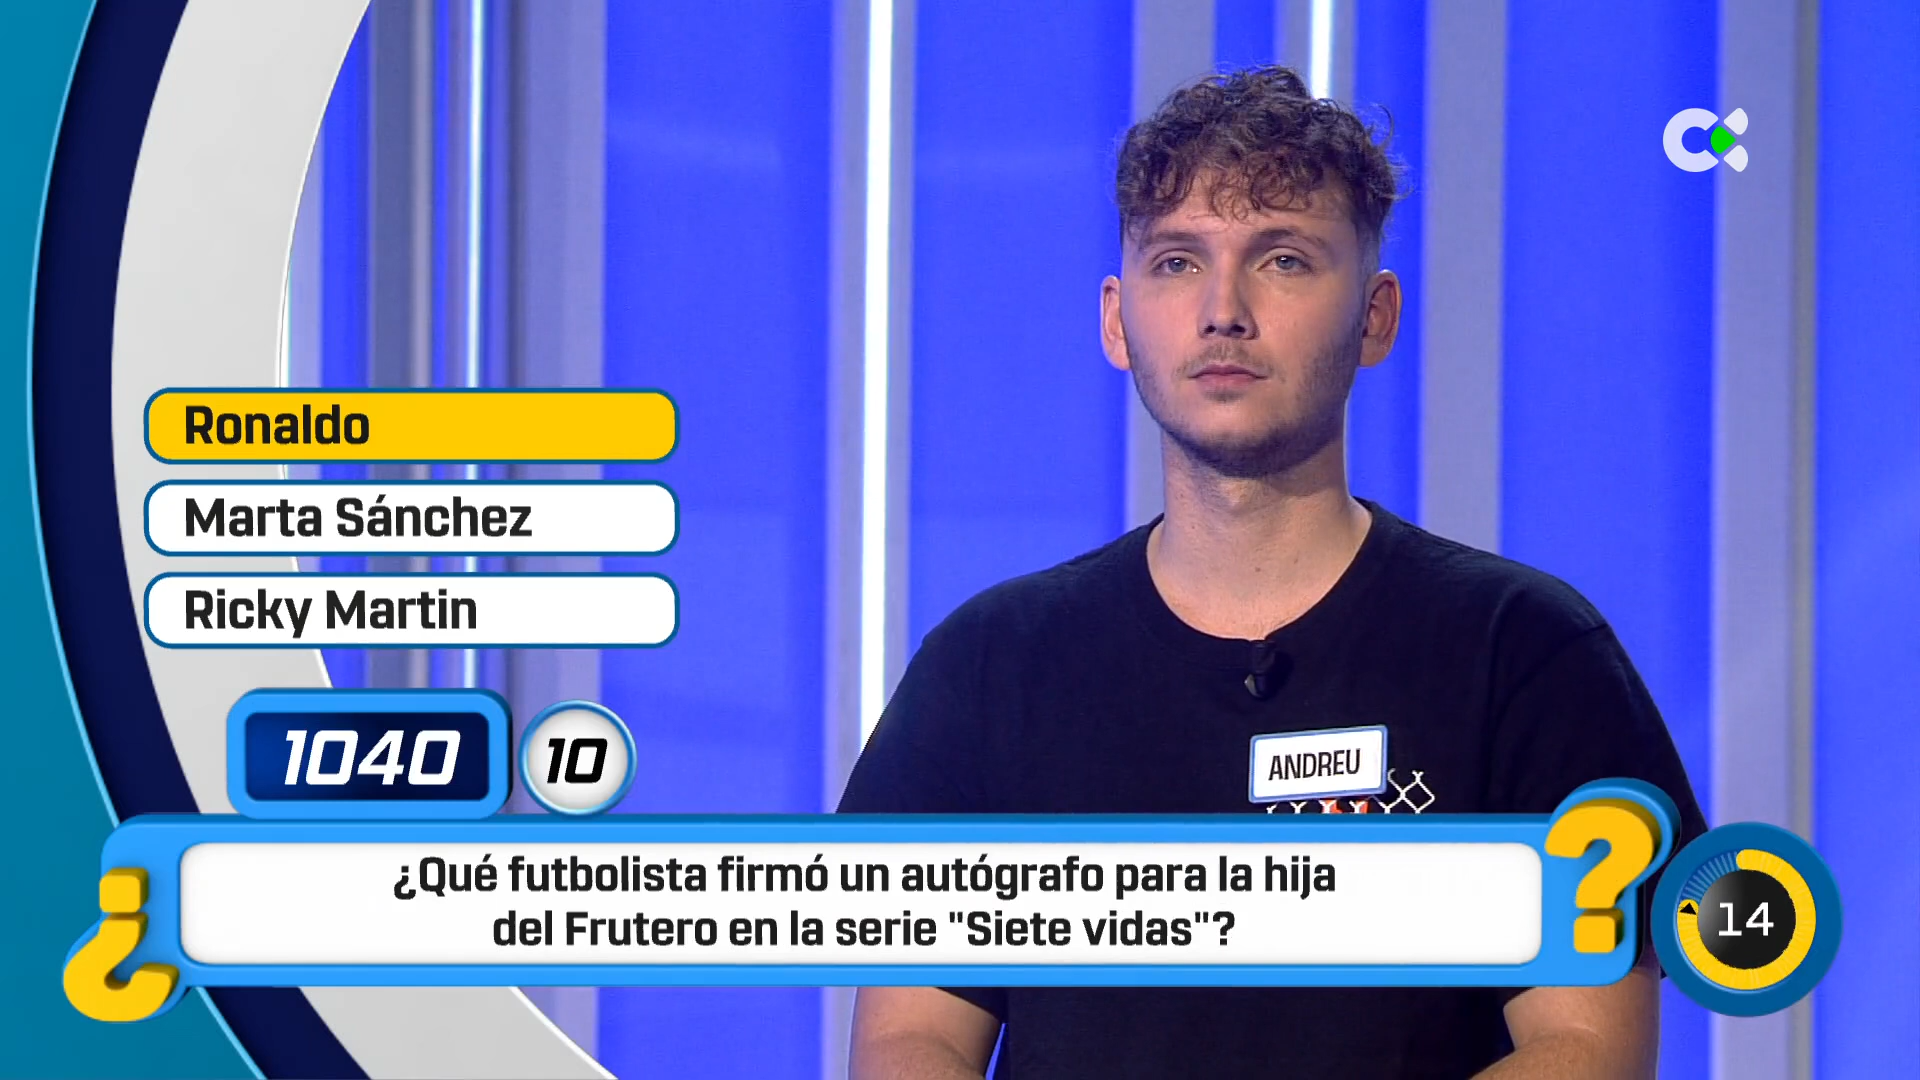 Ronaldo
Marta Sánchez
Ricky Martin
1040
10
ANDREU
¿Qué futbolista firmó un autógrafo para la hija
del Frutero en la serie "Siete vidas"?
14